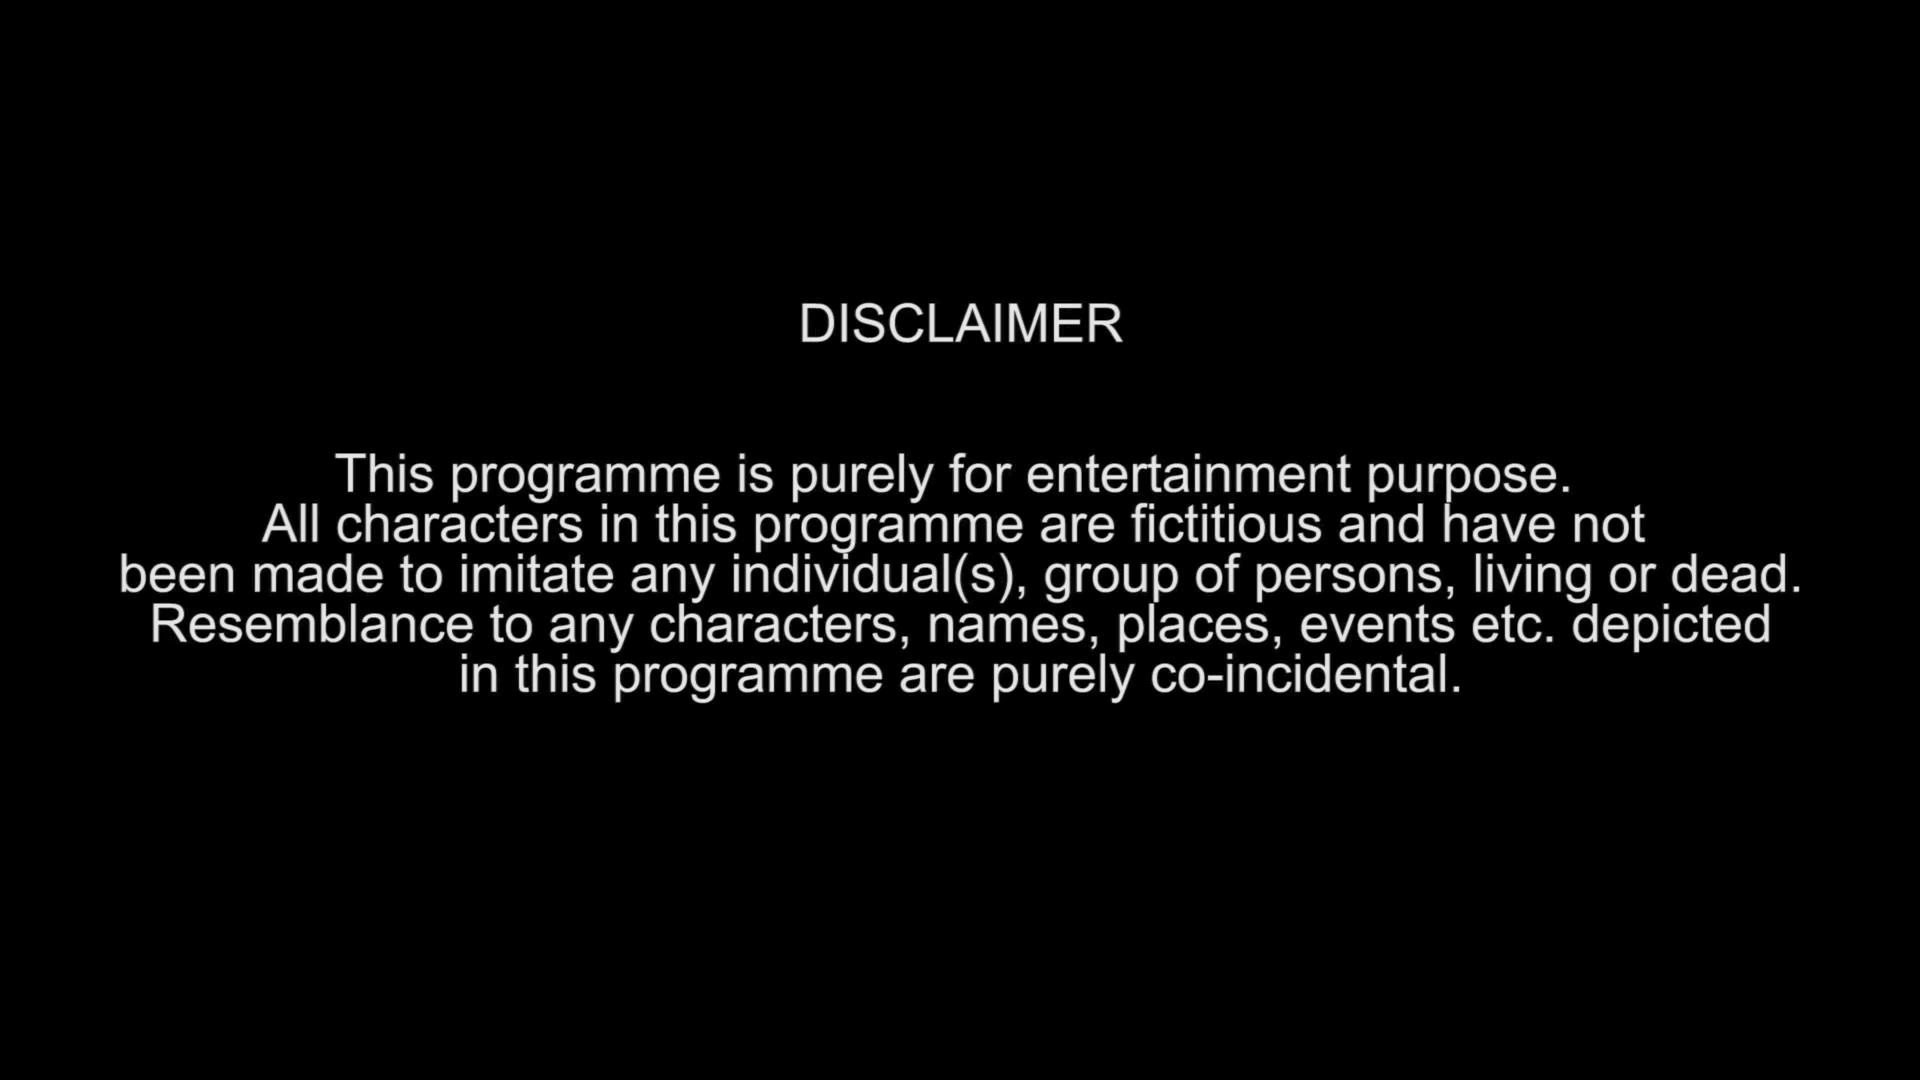 DISCLAIMER
This programme is purely for entertainment purpose.
All characters in this programme are fictitious and have not
been made to imitate any individual(s), group of persons, living or dead.
Resemblance to any characters, names, places, events etc. depicted
in this programme are purely co-incidental.